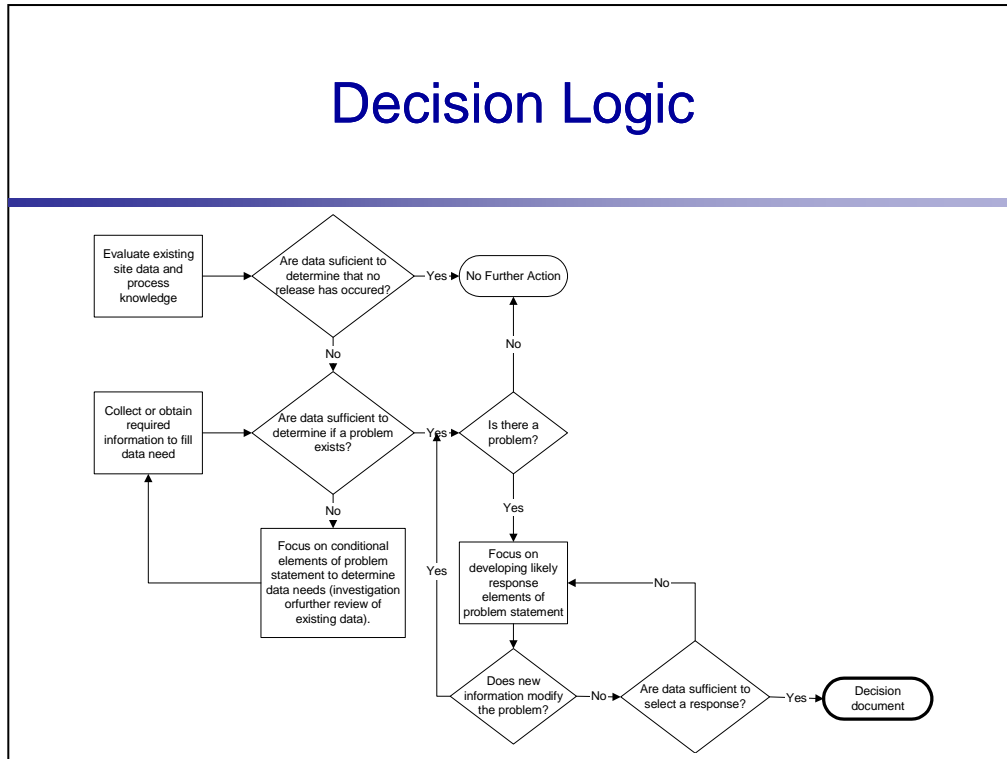 Decision Logic
Evaluate existing
site data and
process
knowledge
Are data suficient to
determine that no
release has occured?
Yes
No Further Action
No
No
Collect or obtain
required
information to fill
data need
Are data sufficient to
determine if a problem
exists?
Yes
Is there a
problem?
No
Yes
Focus on conditional
elements of problem
statement to determine
data needs (investigation
orfurther review of
existing data).
Yes
Focus on
developing likely
response
elements of
problem statement
No
Does new
information modify
the problem?
No
Are data sufficient to
select a response?
Yes
Decision
document